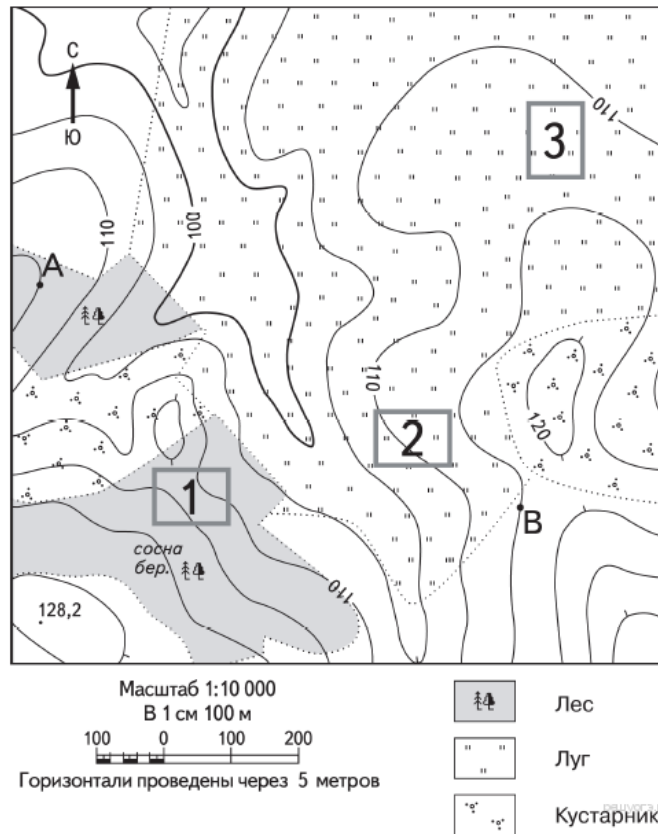 С
Ю
110
3
100
110
А
110
120
2
1
В
сосна
бер.
110
128,2
Масштаб 1:10 000
В 1 см 100 м
100 0 100 200
Горизонтали проведены через 5 метров
Лес
Луг
Кустарник